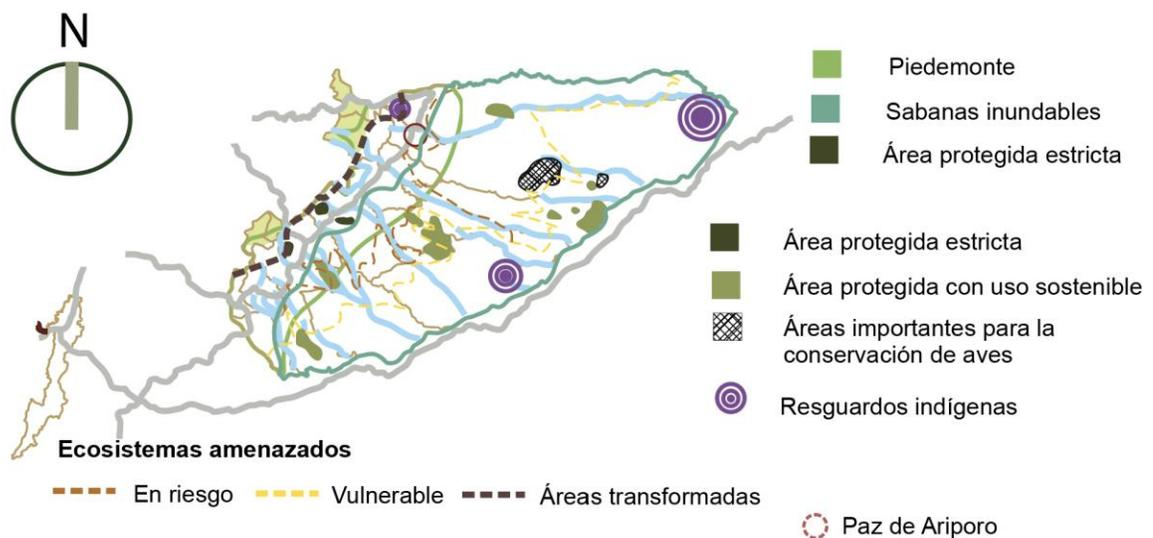 N
Piedemonte
Sabanas inundables
Área protegida estricta
Área protegida estricta
Área protegida con uso sostenible
Áreas importantes para la
conservación de aves
Resguardos indígenas
Ecosistemas amenazados
En riesgo
Vulnerable
Áreas transformadas
Paz de Ariporo